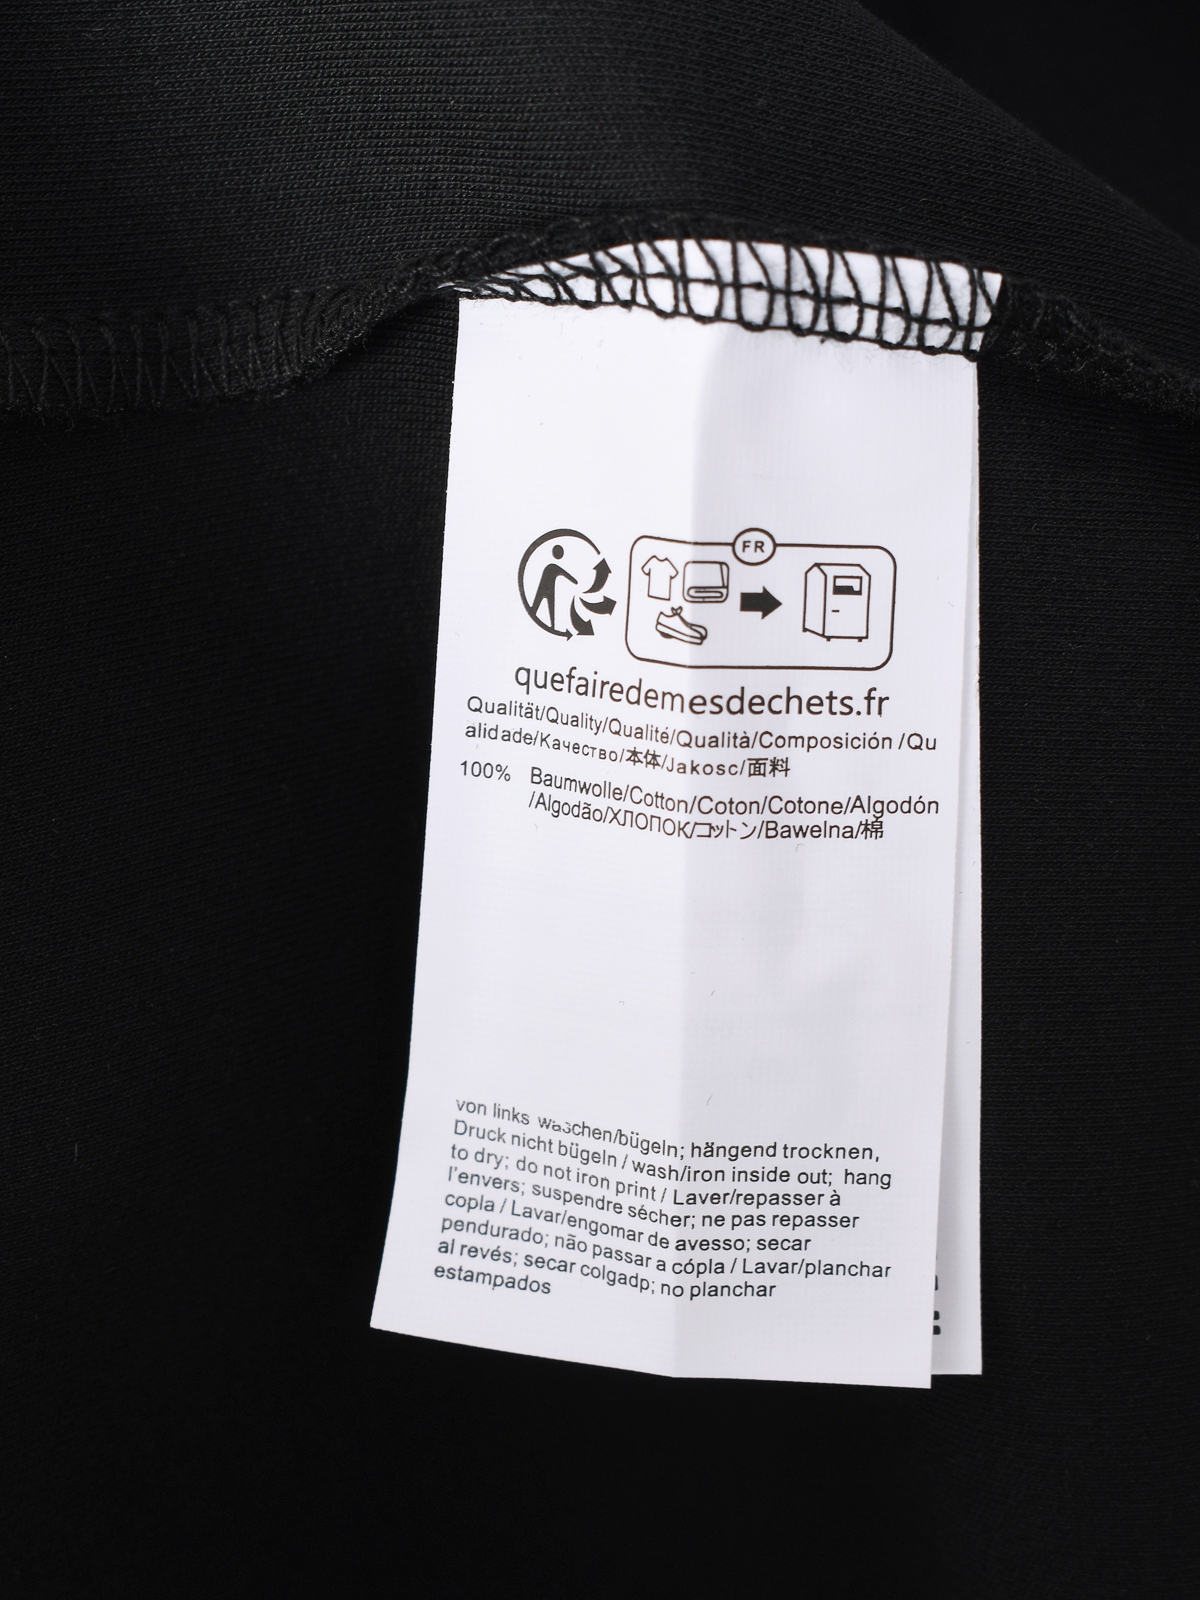 FR
quefairedemesdechets.fr
Qualität/Quality/Qualité/Qualità/Composición /Qu
alidade/Качество/本体/Jakosc/面料
100% Baumwolle/Cotton/Coton/Cotone/Algodón
/Algodão/ХЛОПОК/コットン/Bawelna/棉
von links waschen/bügeln; hängend trocknen,
Druck nicht bügeln / wash/iron inside out; hang
to dry; do not iron print / Laver/repasser à
l'envers; suspendre sécher; ne pas repasser
copla / Lavar/engomar de avesso; secar
pendurado; não passar a cópla / Lavar/planchar
al revés; secar colgadp; no planchar
estampados